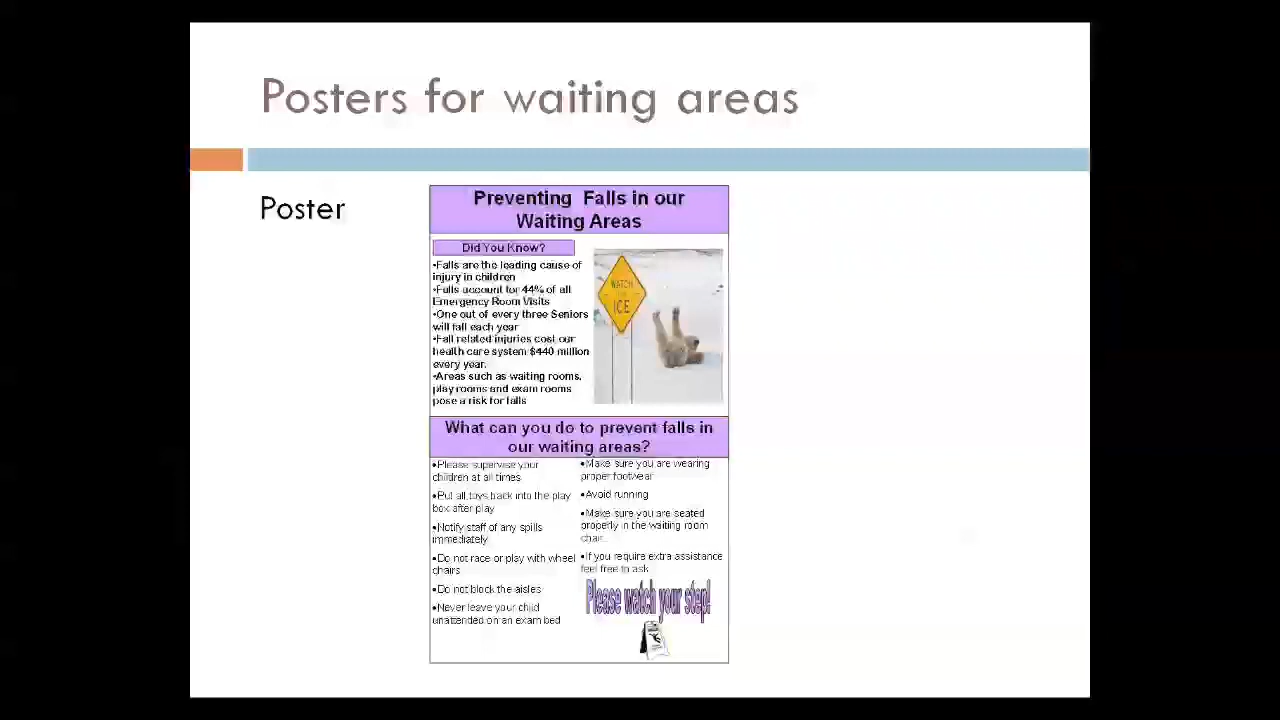 Posters for waiting areas
Poster
Preventing Falls in our
Waiting Areas
Did You Know?
•Falls are the leading cause of
injury in children
•Falls account for 44% of all
Emergency Room Visits
•One out of every three Seniors
will fall each year
•Fall related injuries cost our
health care system $440 million
every year.
•Areas such as waiting rooms,
play rooms and exam rooms
pose a risk for falls
WATCH
ICE
What can you do to prevent falls in
our waiting areas?
•Please supervise your
children at all times
•Put all toys back into the play
box after play
•Notify staff of any spills
immediately
•Do not race or play with wheel
chairs
•Do not block the aisles
•Never leave your child
unattended on an exam bed
•Make sure you are wearing
proper footwear
•Avoid running
•Make sure you are seated
properly in the waiting room
chair
•If you require extra assistance
feel free to ask
Please watch your step!